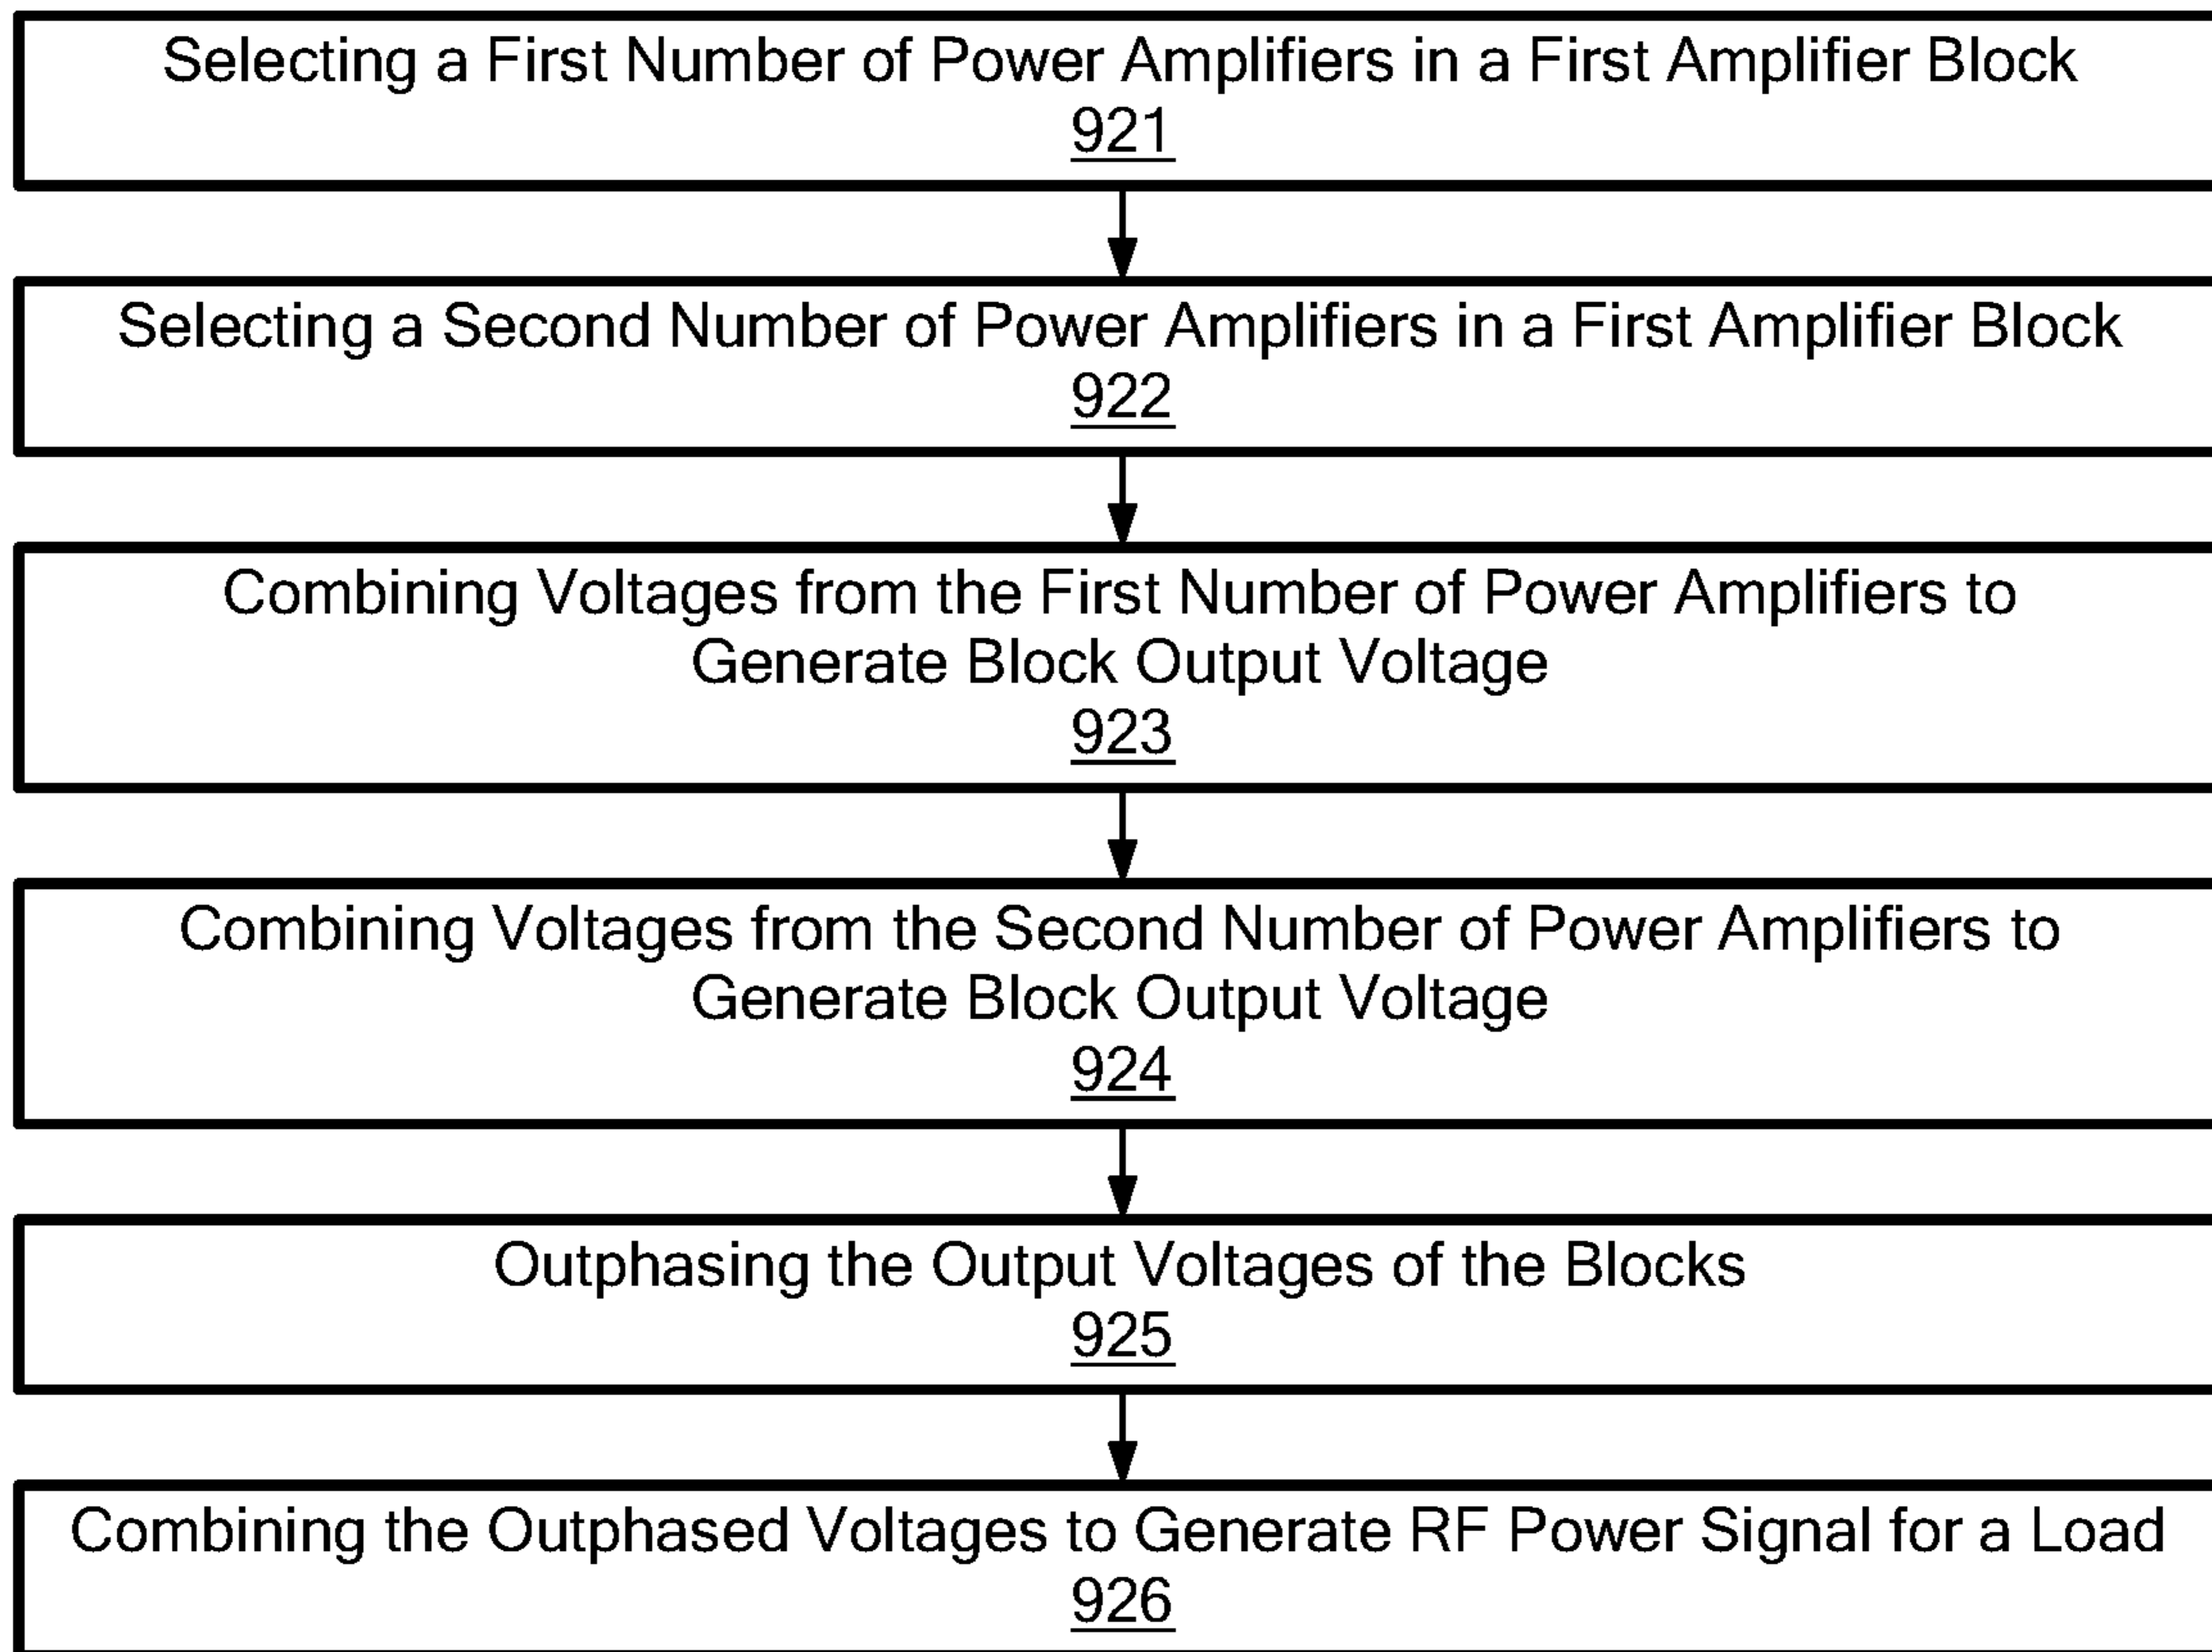 Selecting a First Number of Power Amplifiers in a First Amplifier Block
921
Selecting a Second Number of Power Amplifiers in a First Amplifier Block
922
Combining Voltages from the First Number of Power Amplifiers to
Generate Block Output Voltage
923
Combining Voltages from the Second Number of Power Amplifiers to
Generate Block Output Voltage
924
Outphasing the Output Voltages of the Blocks
925
Combining the Outphased Voltages to Generate RF Power Signal for a Load
926